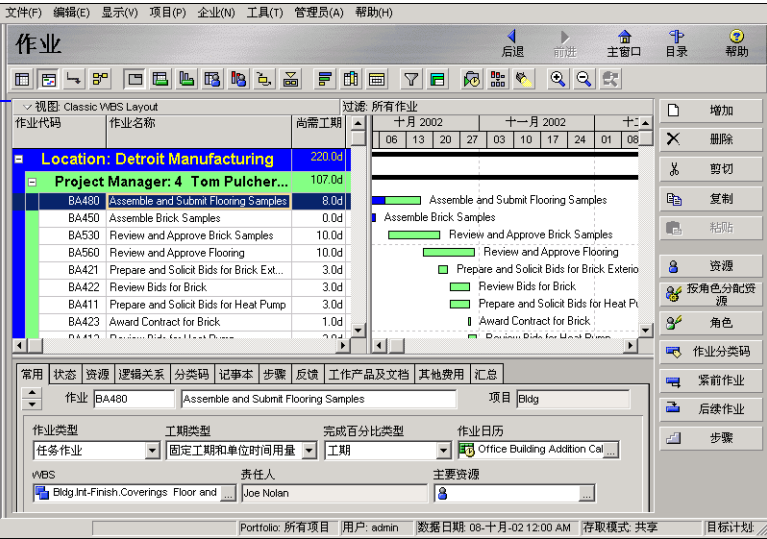 文件(F) 编辑(E) 显示(V) 项目(P) 企业(N) 工具(T) 管理员(A) 帮助(H)
作业
后退 前进 主窗口 目录 帮助
视图: Classic WBS Layout
过滤: 所有作业
作业代码 作业名称 尚需工期
十月 2002 十一月 2002
06 13 20 27 03 10 17 24 01 08
Location: Detroit Manufacturing 220.0d
Project Manager: 4 Tom Pulcher... 107.0d
BA480 Assemble and Submit Flooring Samples 8.0d Assemble and Submit Flooring Samples
BA450 Assemble Brick Samples 0.0d Assemble Brick Samples
BA530 Review and Approve Brick Samples 10.0d Review and Approve Brick Samples
BA560 Review and Approve Flooring 10.0d Review and Approve Flooring
BA421 Prepare and Solicit Bids for Brick Ext... 3.0d Prepare and Solicit Bids for Brick Exterio
BA422 Review Bids for Brick 3.0d Review Bids for Brick
BA411 Prepare and Solicit Bids for Heat Pump 3.0d Prepare and Solicit Bids for Heat Pu
BA423 Award Contract for Brick 1.0d Award Contract for Brick
增加
删除
剪切
复制
粘贴
资源
按角色分配资源
角色
作业分类码
紧前作业
后续作业
步骤
常用 状态 资源 逻辑关系 分类码 记事本 步骤 反馈 工作产品及文档 其他费用 汇总
作业 BA480 Assemble and Submit Flooring Samples 项目 Bldg
作业类型 工期类型 完成百分比类型 作业日历
任务作业 固定工期和单位时间用量 工期 Office Building Addition Cal ...
WBS 责任人 主要资源
Bldg.Int-Finish.Coverings Floor and ... Joe Nolan ...
Portfolio: 所有项目 用户: admin 数据日期: 08-十月-02 12:00 AM 存取模式: 共享 目标计划: